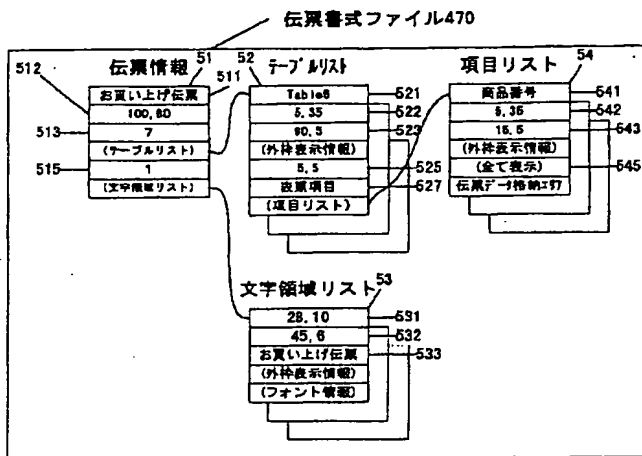 伝票書式ファイル470
伝票情報
51
511
512
お買い上げ伝票
100,80
513
7
(テーブルリスト)
515
1
(文字領域リスト)
52
テーブルリスト
Table6
521
5,35
522
90,5
523
(外枠表示情報)
5,5
525
表題項目
527
(項目リスト)
項目リスト
54
商品番号
541
5,35
542
15,5
543
(外枠表示情報)
(全て表示)
545
伝票データ格納エリア
文字領域リスト
53
28,10
531
45,6
532
お買い上げ伝票
533
(外枠表示情報)
(フォント情報)